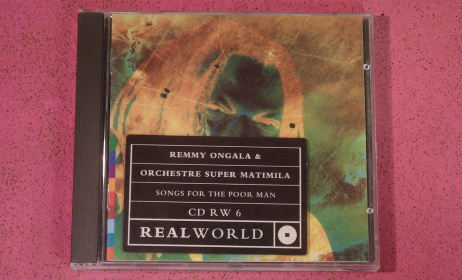 REMMY ONGALA &
ORCHESTRE SUPER MATIMILA
SONGS FOR THE POOR MAN
CD RW 6
REALWORLD